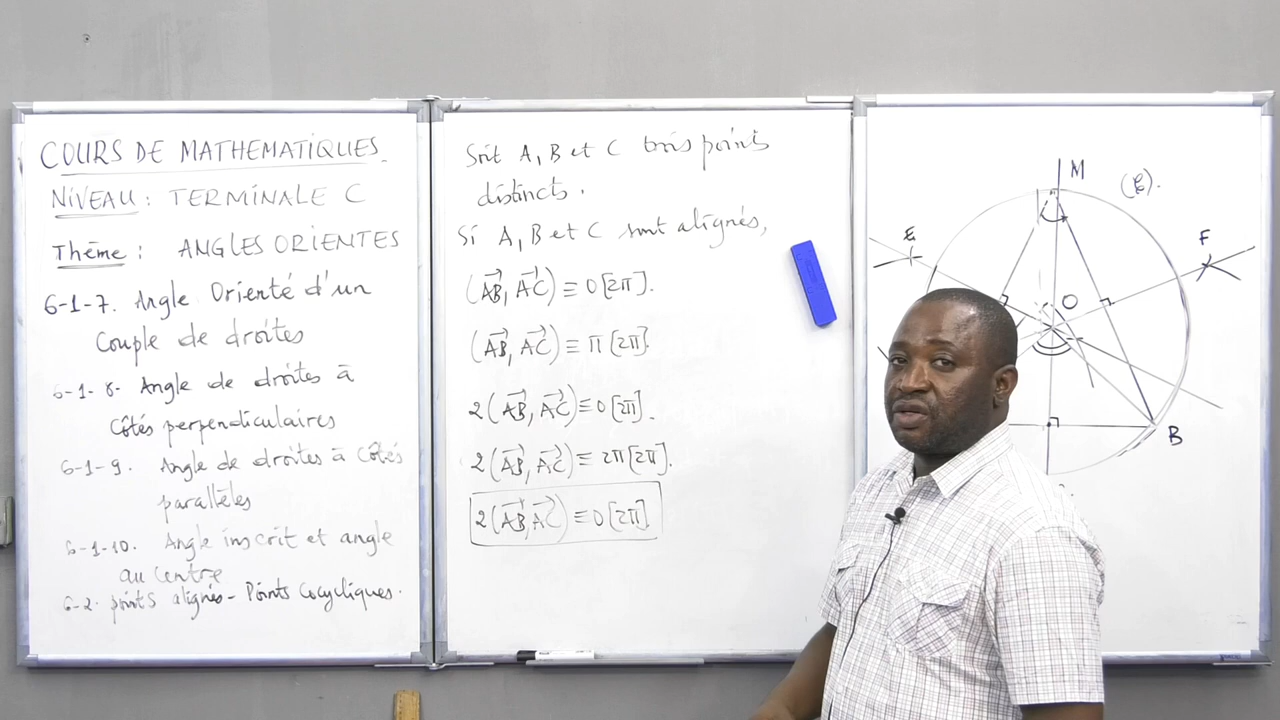 COURS DE MATHEMATIQUES
NIVEAU : TERMINALE C
Thème : ANGLES ORIENTES
6-1-7. Angle Orienté d'un
Couple de droites
6-1-8. Angle de droites à
Côtés perpendiculaires
6-1-9. Angle de droites à Côtés
parallèles
6-1-10. Angle inscrit et angle
au centre
6-2. points alignés - Points Cocycliques.
Soit A, B et C trois points
distincts.
Si A, B et C sont alignés,
(AB⃗, AC⃗) ≡ 0[2π].
(AB⃗, AC⃗) ≡ π[2π].
2(AB⃗, AC⃗) ≡ 0[2π].
2(AB⃗, AC⃗) ≡ 2π[2π].
2(AB⃗, AC⃗) ≡ 0[2π].
M
(C).
E
F
O
B